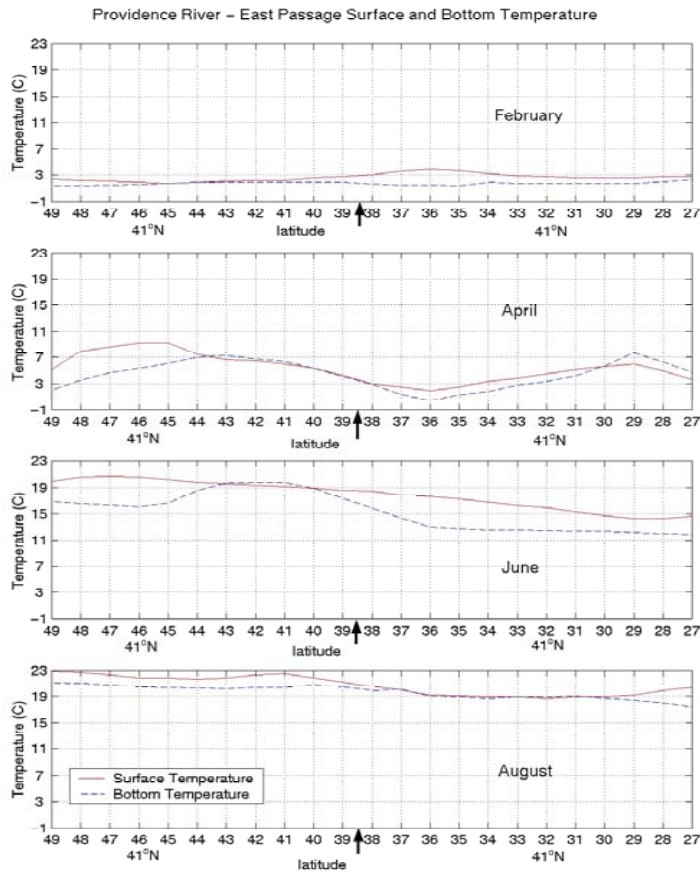 Providence River – East Passage Surface and Bottom Temperature
Temperature (C)
23
19
15
11
7
3
-1
February
49 48 47 46 45 44 43 42 41 40 39 38 37 36 35 34 33 32 31 30 29 28 27
41°N latitude 41°N
Temperature (C)
23
19
15
11
7
3
-1
April
49 48 47 46 45 44 43 42 41 40 39 38 37 36 35 34 33 32 31 30 29 28 27
41°N latitude 41°N
Temperature (C)
23
19
15
11
7
3
-1
June
49 48 47 46 45 44 43 42 41 40 39 38 37 36 35 34 33 32 31 30 29 28 27
41°N latitude 41°N
Temperature (C)
23
19
15
11
7
3
-1
Surface Temperature
Bottom Temperature
August
49 48 47 46 45 44 43 42 41 40 39 38 37 36 35 34 33 32 31 30 29 28 27
41°N latitude 41°N